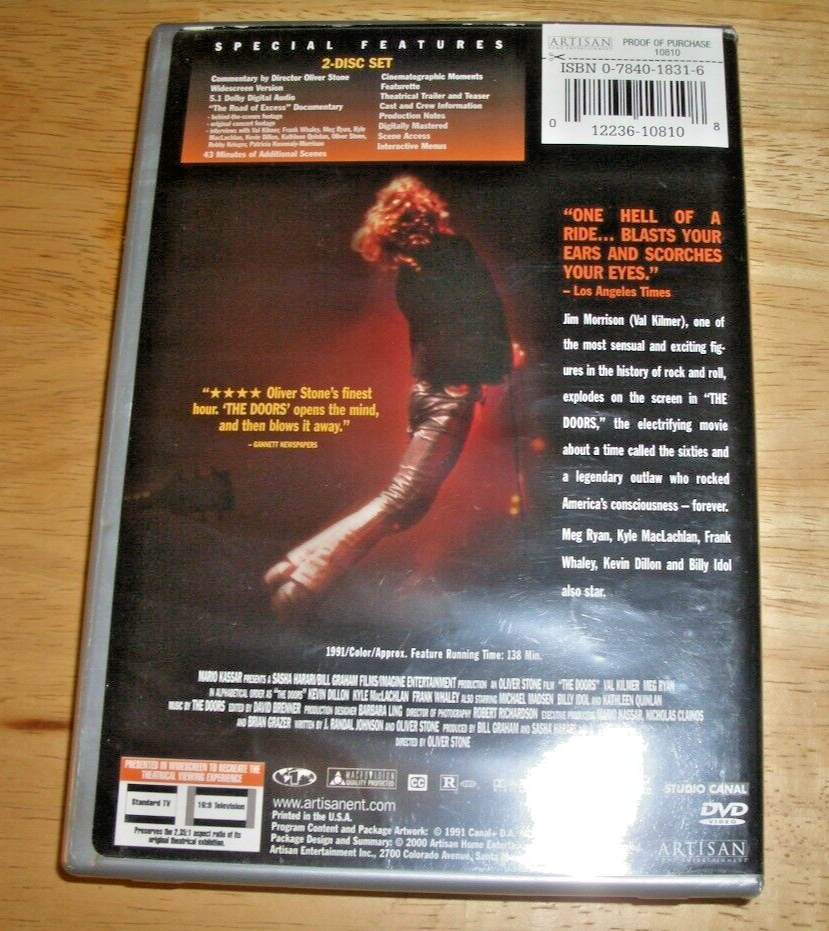 SPECIAL FEATURES
2-DISC SET
Commentary by Director Oliver Stone
Widescreen Version
5.1 Dolby Digital Audio
"The Road of Excess" Documentary
- behind-the-scenes footage
- original concert footage
- interviews with Val Kilmer, Frank Whaley, Meg Ryan, Kyle
MacLachlan, Kevin Dillon, Kathleen Quinlan, Oliver Stone,
Robby Krieger, Patricia Kennealy-Morrison
43 Minutes of Additional Scenes
Cinematographic Moments
Featurette
Theatrical Trailer and Teaser
Cast and Crew Information
Production Notes
Digitally Mastered
Scene Access
Interactive Menus
ARTISAN
HOME ENTERTAINMENT
PROOF OF PURCHASE
10810
ISBN 0-7840-1831-6
0 12236-10810 8
"ONE HELL OF A
RIDE... BLASTS YOUR
EARS AND SCORCHES
YOUR EYES."
– Los Angeles Times
Jim Morrison (Val Kilmer), one of
the most sensual and exciting fig-
ures in the history of rock and roll,
explodes on the screen in "THE
DOORS," the electrifying movie
about a time called the sixties and
a legendary outlaw who rocked
America's consciousness – forever.
Meg Ryan, Kyle MacLachlan, Frank
Whaley, Kevin Dillon and Billy Idol
also star.
"★★★★ Oliver Stone's finest
hour. 'THE DOORS' opens the mind,
and then blows it away."
– GANNETT NEWSPAPERS
1991/Color/Approx. Feature Running Time: 138 Min.
MARIO KASSAR PRESENTS A SASHA HARARI/BILL GRAHAM FILMS/IMAGINE ENTERTAINMENT PRODUCTION AN OLIVER STONE FILM "THE DOORS" VAL KILMER MEG RYAN
IN ALPHABETICAL ORDER AS "THE DOORS" KEVIN DILLON KYLE MacLACHLAN FRANK WHALEY ALSO STARRING MICHAEL MADSEN BILLY IDOL AND KATHLEEN QUINLAN
MUSIC BY THE DOORS EDITED BY DAVID BRENNER PRODUCTION DESIGNER BARBARA LING DIRECTOR OF PHOTOGRAPHY ROBERT RICHARDSON EXECUTIVE PRODUCERS MARIO KASSAR, NICHOLAS CLAINOS
AND BRIAN GRAZER WRITTEN BY J. RANDAL JOHNSON AND OLIVER STONE PRODUCED BY BILL GRAHAM AND SASHA HARARI
DIRECTED BY OLIVER STONE
PRESENTED IN WIDESCREEN TO RECREATE THE
THEATRICAL VIEWING EXPERIENCE
Standard TV
16:9 Television
Preserves the 2.35:1 aspect ratio of its
original theatrical exhibition.
MACROVISION
QUALITY PROTECTED
CC
R
www.artisanent.com
Printed in the U.S.A.
Program Content and Package Artwork: © 1991 Canal+ D.A.
Package Design and Summary: © 2000 Artisan Home
Artisan Entertainment Inc., 2700 Colorado Avenue,
STUDIO CANAL
DVD
VIDEO
ARTISAN
HOME ENTERTAINMENT